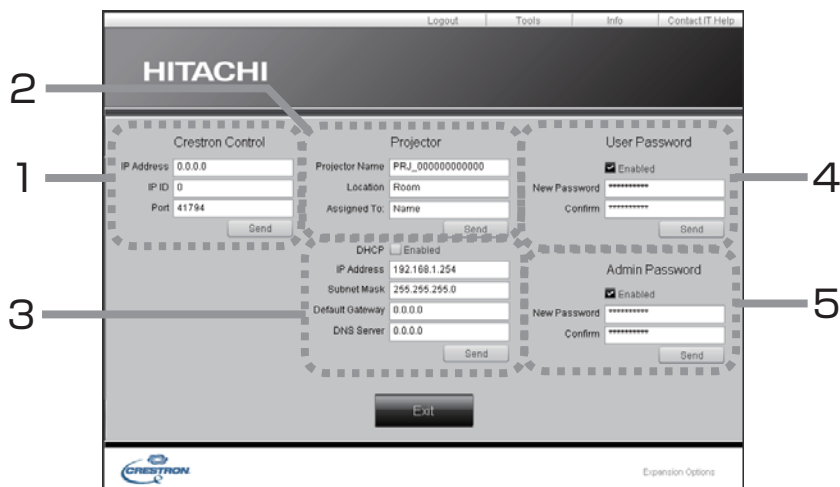 Logout Tools Info Contact IT Help
HITACHI
2
1
3
4
5
Crestron Control
IP Address 0.0.0.0
IP ID 0
Port 41794
Send
Projector
Projector Name PRJ_000000000000
Location Room
Assigned To: Name
Send
DHCP Enabled
IP Address 192.168.1.254
Subnet Mask 255.255.255.0
Default Gateway 0.0.0.0
DNS Server 0.0.0.0
Send
User Password
Enabled
New Password **********
Confirm **********
Send
Admin Password
Enabled
New Password **********
Confirm **********
Send
Exit
CRESTRON
Expansion Options